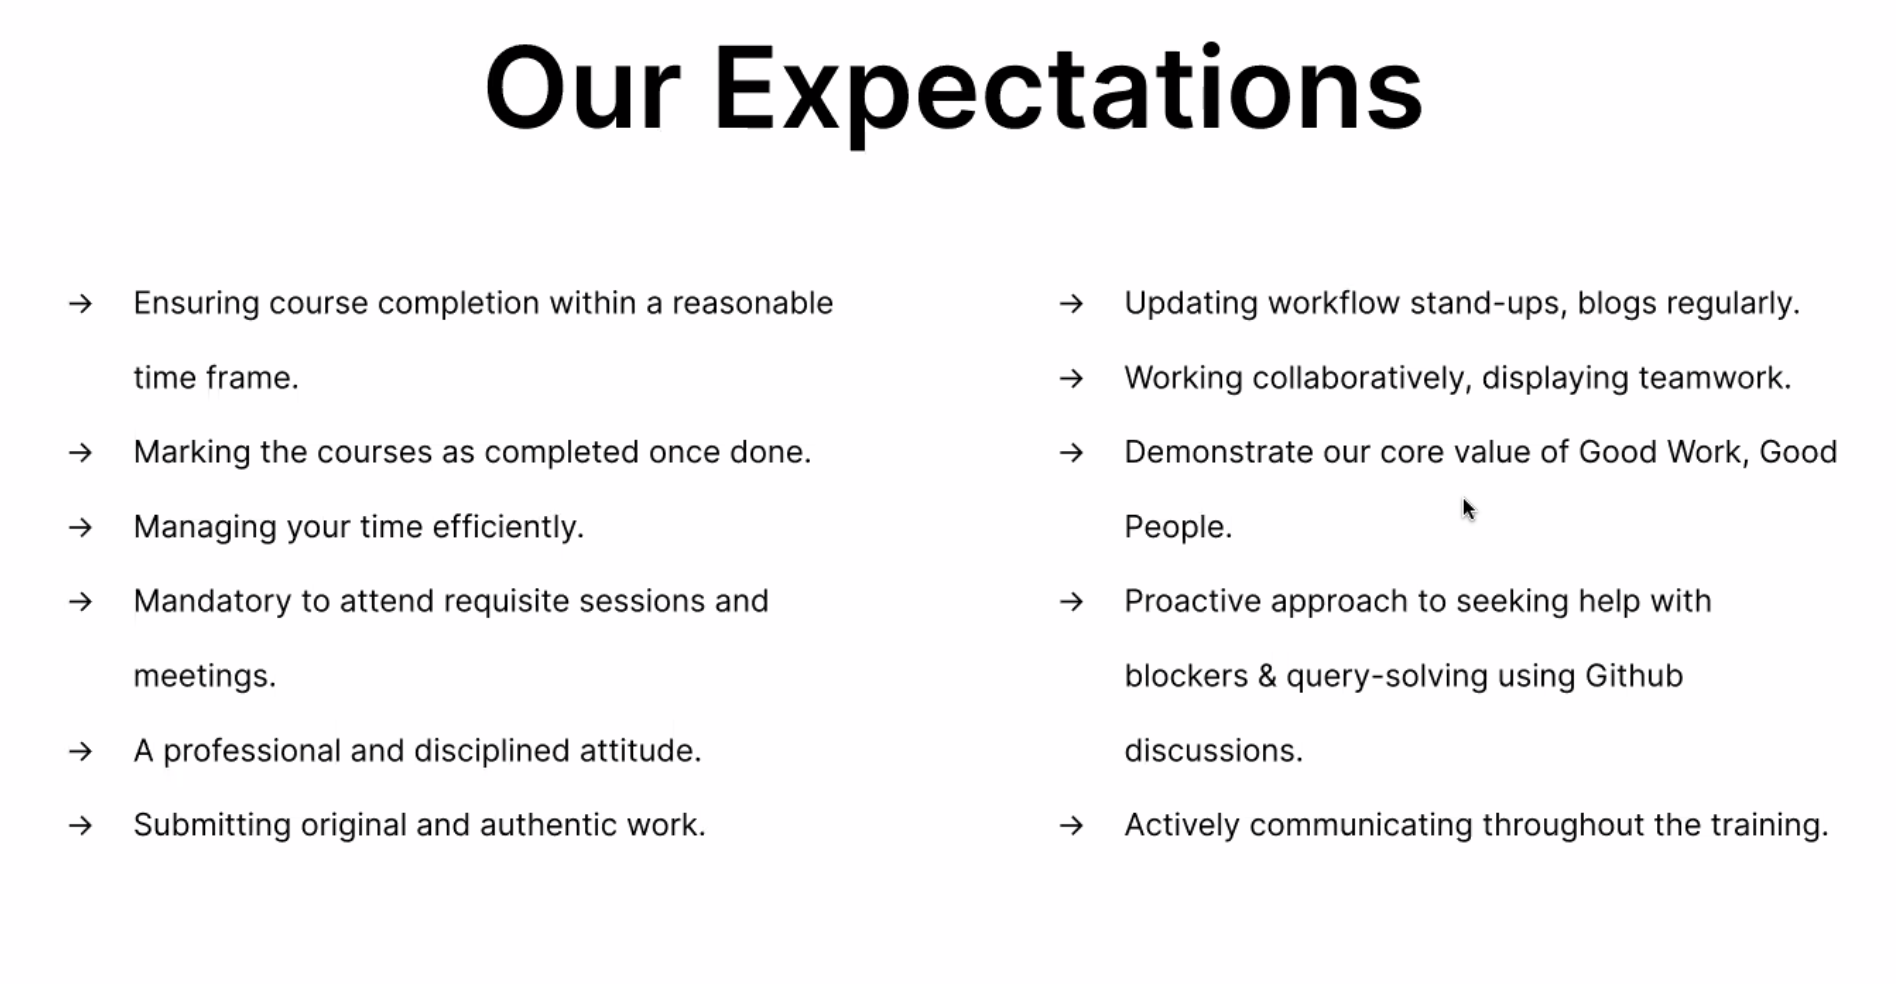 Our Expectations
→ Ensuring course completion within a reasonable
time frame.
→ Marking the courses as completed once done.
→ Managing your time efficiently.
→ Mandatory to attend requisite sessions and
meetings.
→ A professional and disciplined attitude.
→ Submitting original and authentic work.
→ Updating workflow stand-ups, blogs regularly.
→ Working collaboratively, displaying teamwork.
→ Demonstrate our core value of Good Work, Good
People.
→ Proactive approach to seeking help with
blockers & query-solving using Github
discussions.
→ Actively communicating throughout the training.